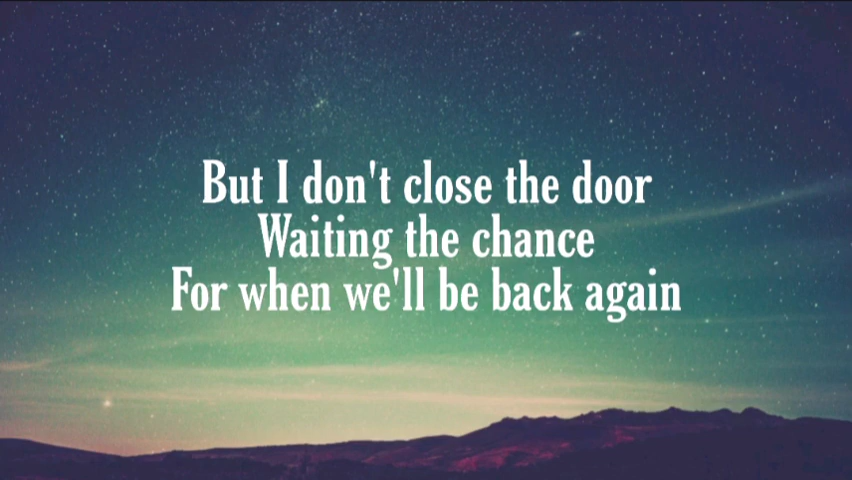 But I don't close the door
Waiting the chance
For when we'll be back again